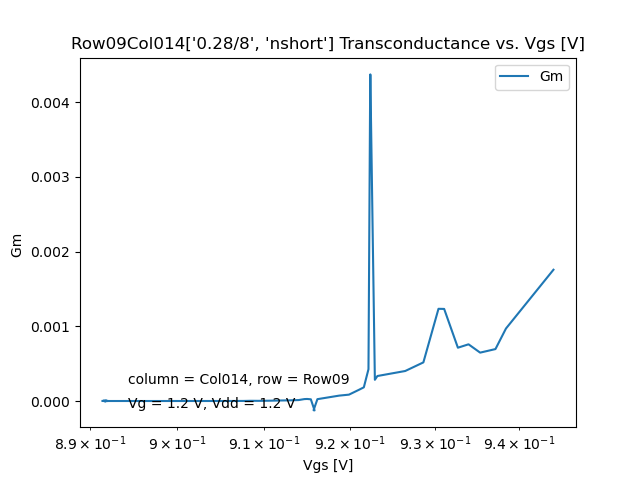 Row09Col014['0.28/8', 'nshort'] Transconductance vs. Vgs [V]
Gm
0.004
0.003
0.002
0.001
0.000
Gm
column = Col014, row = Row09
Vg = 1.2 V, Vdd = 1.2 V
8.9 × 10⁻¹ 9 × 10⁻¹ 9.1 × 10⁻¹ 9.2 × 10⁻¹ 9.3 × 10⁻¹ 9.4 × 10⁻¹
Vgs [V]